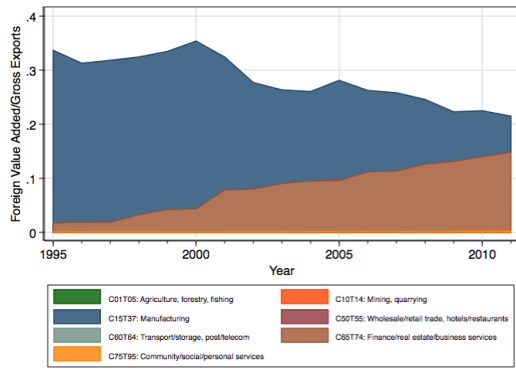 Foreign Value Added/Gross Exports
.4
.3
.2
.1
0
1995 2000 2005 2010
Year
C01T05: Agriculture, forestry, fishing C10T14: Mining, quarrying
C15T37: Manufacturing C50T55: Wholesale/retail trade, hotels/restaurants
C60T64: Transport/storage, post/telecom C65T74: Finance/real estate/business services
C75T95: Community/social/personal services